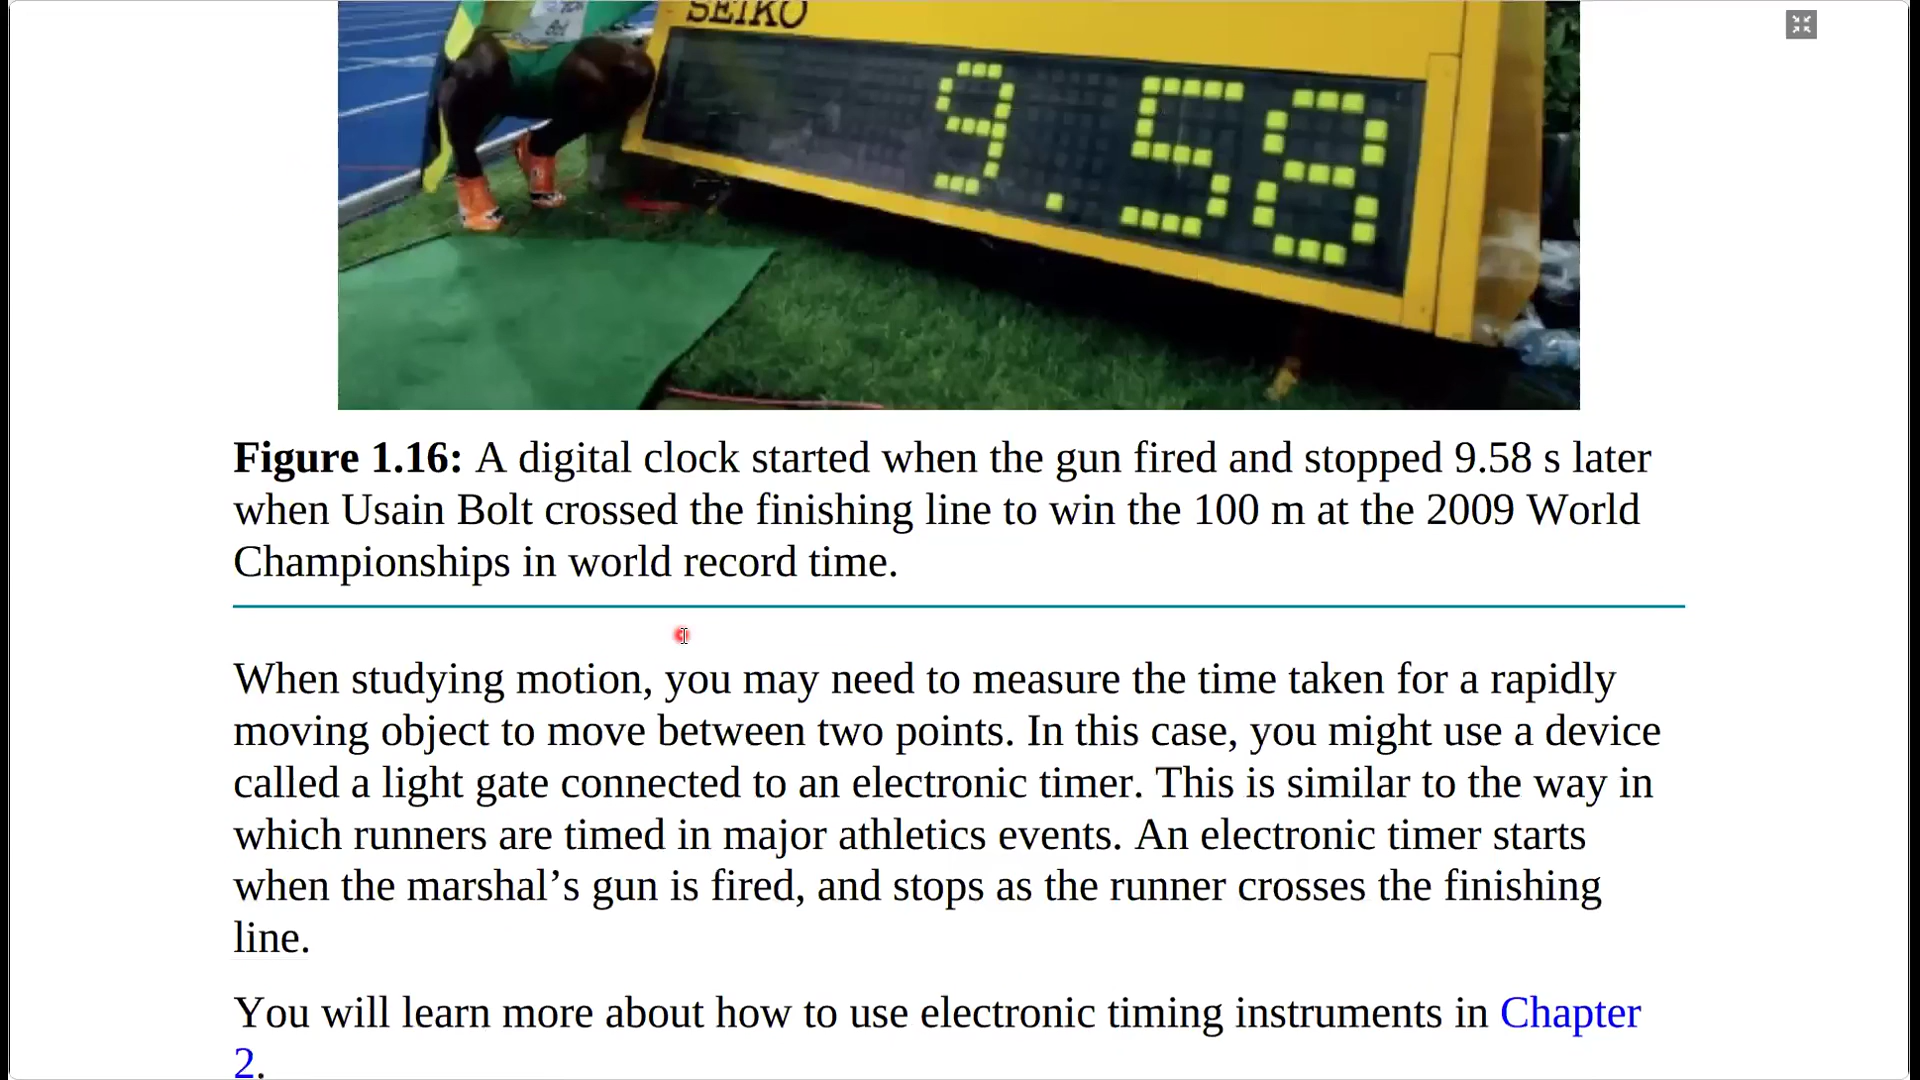 SEIKO
9.58
Figure 1.16: A digital clock started when the gun fired and stopped 9.58 s later
when Usain Bolt crossed the finishing line to win the 100 m at the 2009 World
Championships in world record time.
When studying motion, you may need to measure the time taken for a rapidly
moving object to move between two points. In this case, you might use a device
called a light gate connected to an electronic timer. This is similar to the way in
which runners are timed in major athletics events. An electronic timer starts
when the marshal’s gun is fired, and stops as the runner crosses the finishing
line.
You will learn more about how to use electronic timing instruments in Chapter
2.